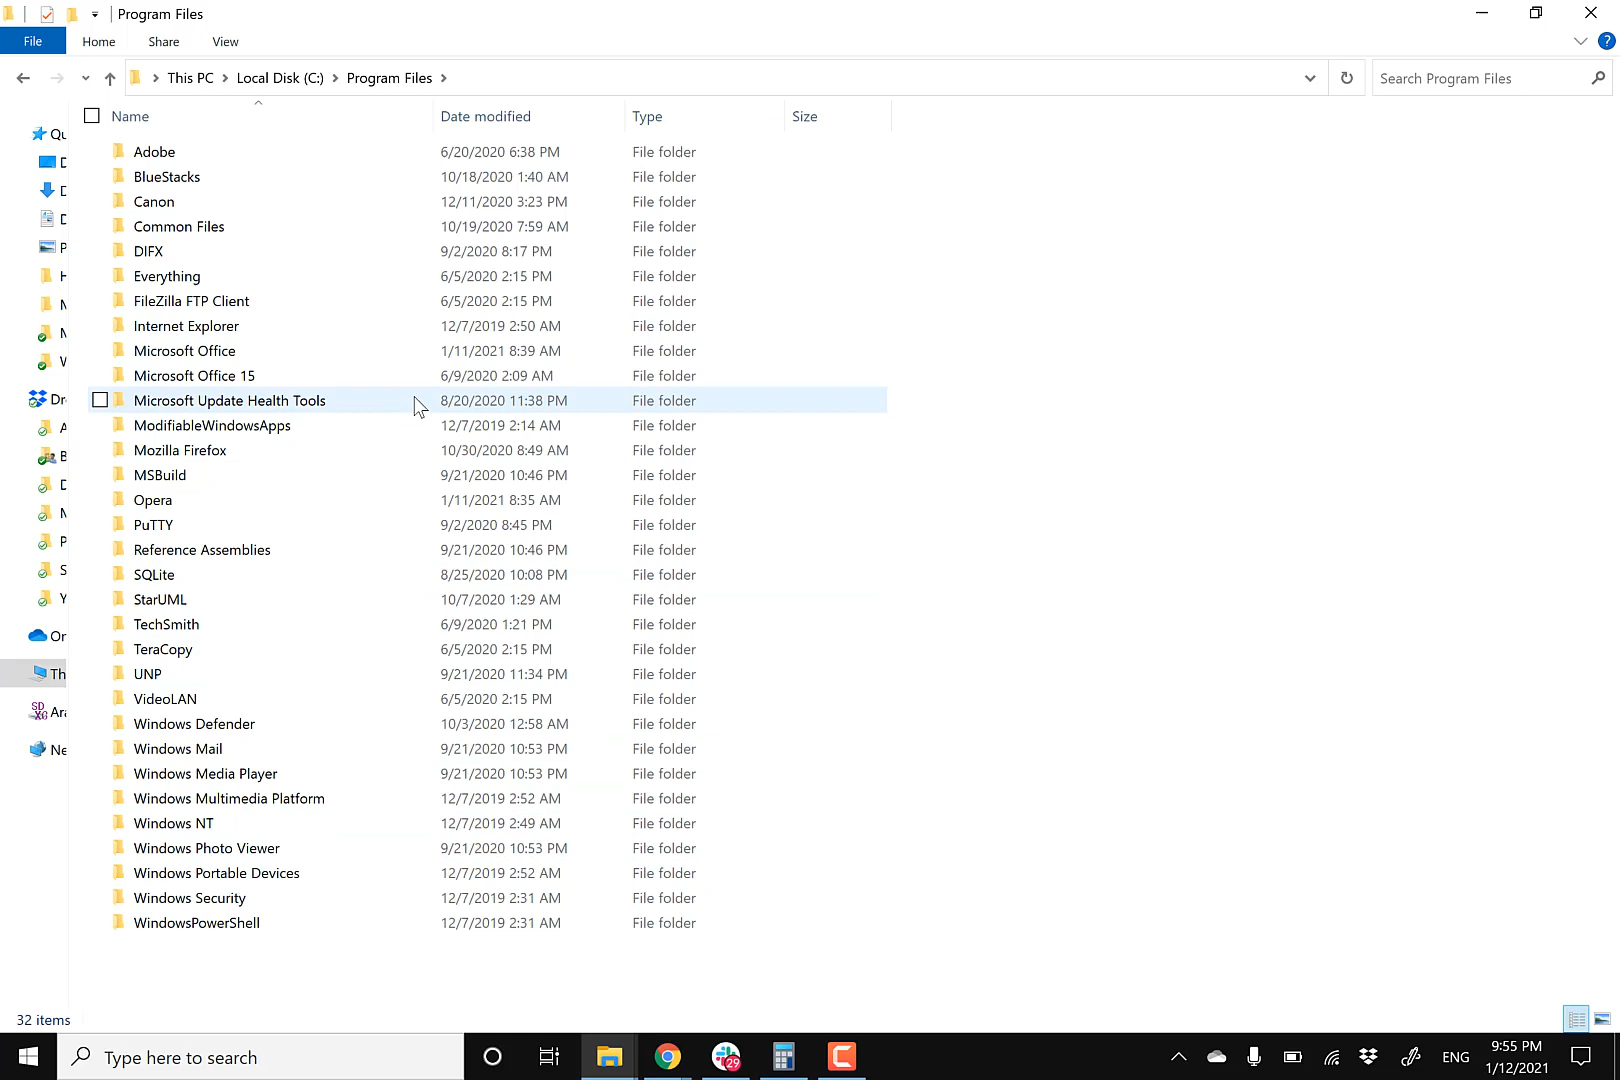 Program Files
File Home Share View
This PC Local Disk (C:) Program Files
Search Program Files
Name Date modified Type Size
Adobe 6/20/2020 6:38 PM File folder
BlueStacks 10/18/2020 1:40 AM File folder
Canon 12/11/2020 3:23 PM File folder
Common Files 10/19/2020 7:59 AM File folder
DIFX 9/2/2020 8:17 PM File folder
Everything 6/5/2020 2:15 PM File folder
FileZilla FTP Client 6/5/2020 2:15 PM File folder
Internet Explorer 12/7/2019 2:50 AM File folder
Microsoft Office 1/11/2021 8:39 AM File folder
Microsoft Office 15 6/9/2020 2:09 AM File folder
Microsoft Update Health Tools 8/20/2020 11:38 PM File folder
ModifiableWindowsApps 12/7/2019 2:14 AM File folder
Mozilla Firefox 10/30/2020 8:49 AM File folder
MSBuild 9/21/2020 10:46 PM File folder
Opera 1/11/2021 8:35 AM File folder
PuTTY 9/2/2020 8:45 PM File folder
Reference Assemblies 9/21/2020 10:46 PM File folder
SQLite 8/25/2020 10:08 PM File folder
StarUML 10/7/2020 1:29 AM File folder
TechSmith 6/9/2020 1:21 PM File folder
TeraCopy 6/5/2020 2:15 PM File folder
UNP 9/21/2020 11:34 PM File folder
VideoLAN 6/5/2020 2:15 PM File folder
Windows Defender 10/3/2020 12:58 AM File folder
Windows Mail 9/21/2020 10:53 PM File folder
Windows Media Player 9/21/2020 10:53 PM File folder
Windows Multimedia Platform 12/7/2019 2:52 AM File folder
Windows NT 12/7/2019 2:49 AM File folder
Windows Photo Viewer 9/21/2020 10:53 PM File folder
Windows Portable Devices 12/7/2019 2:52 AM File folder
Windows Security 12/7/2019 2:31 AM File folder
WindowsPowerShell 12/7/2019 2:31 AM File folder
32 items
Type here to search
29
ENG
9:55 PM
1/12/2021